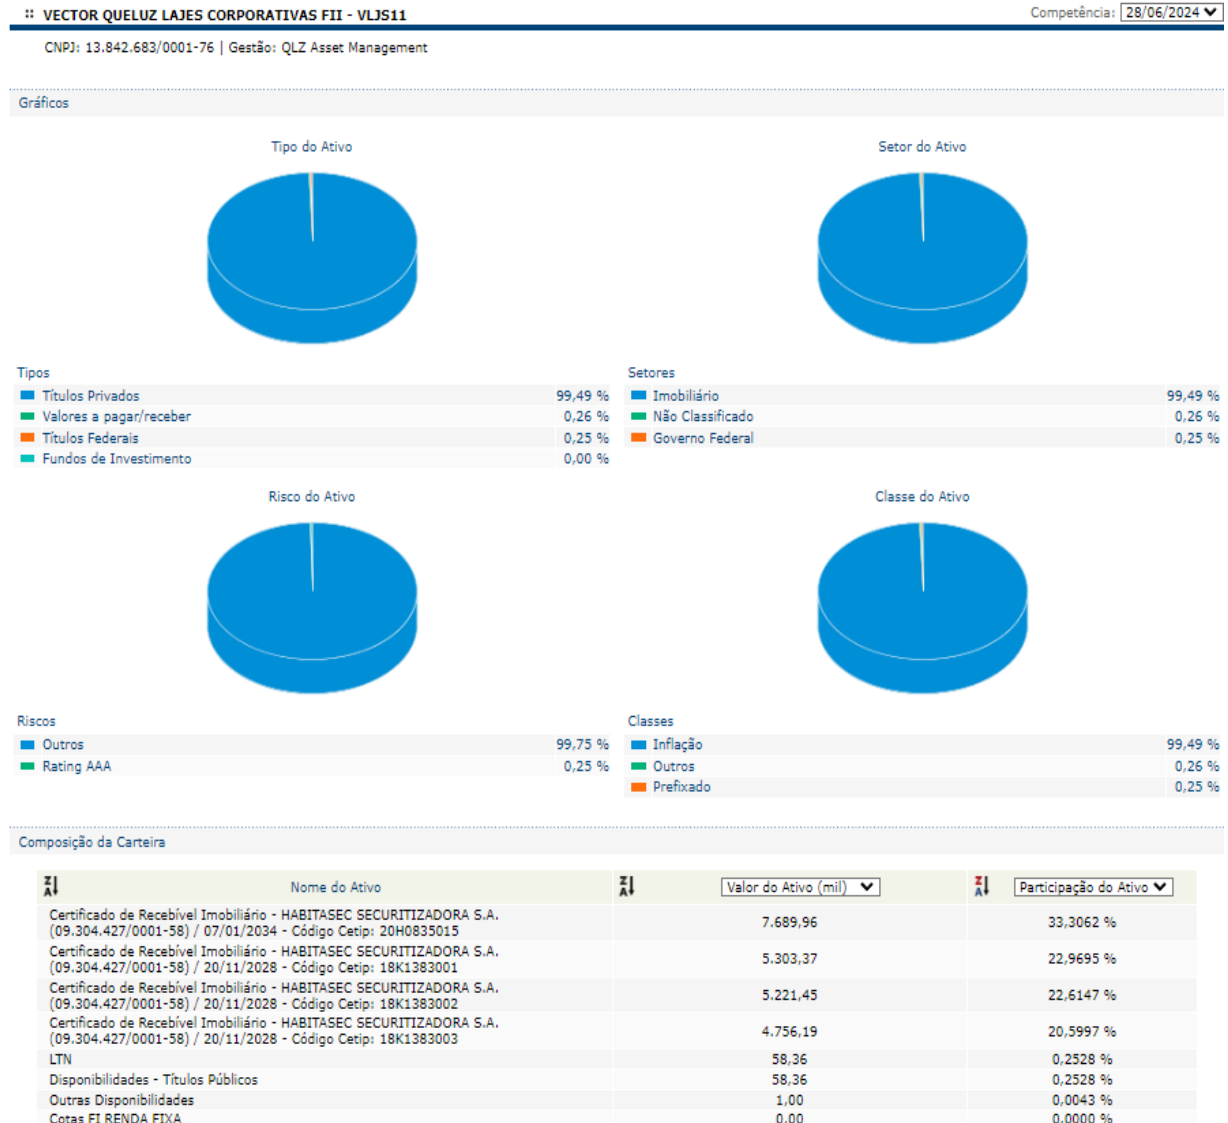 :: VECTOR QUELUZ LAJES CORPORATIVAS FII - VLJS11
Competência: 28/06/2024
CNPJ: 13.842.683/0001-76 | Gestão: QLZ Asset Management
Gráficos
Tipo do Ativo
Setor do Ativo
Tipos
Setores
Títulos Privados 99,49 %
Imobiliário 99,49 %
Valores a pagar/receber 0,26 %
Não Classificado 0,26 %
Títulos Federais 0,25 %
Governo Federal 0,25 %
Fundos de Investimento 0,00 %
Risco do Ativo
Classe do Ativo
Riscos
Classes
Outros 99,75 %
Inflação 99,49 %
Rating AAA 0,25 %
Outros 0,26 %
Prefixado 0,25 %
Composição da Carteira
Nome do Ativo Valor do Ativo (mil) Participação do Ativo
Certificado de Recebível Imobiliário - HABITASEC SECURITIZADORA S.A.
(09.304.427/0001-58) / 07/01/2034 - Código Cetip: 20H0835015
7.689,96 33,3062 %
Certificado de Recebível Imobiliário - HABITASEC SECURITIZADORA S.A.
(09.304.427/0001-58) / 20/11/2028 - Código Cetip: 18K1383001
5.303,37 22,9695 %
Certificado de Recebível Imobiliário - HABITASEC SECURITIZADORA S.A.
(09.304.427/0001-58) / 20/11/2028 - Código Cetip: 18K1383002
5.221,45 22,6147 %
Certificado de Recebível Imobiliário - HABITASEC SECURITIZADORA S.A.
(09.304.427/0001-58) / 20/11/2028 - Código Cetip: 18K1383003
4.756,19 20,5997 %
LTN 58,36 0,2528 %
Disponibilidades - Títulos Públicos 58,36 0,2528 %
Outras Disponibilidades 1,00 0,0043 %
Cotas FI RENDA FIXA 0,00 0,0000 %